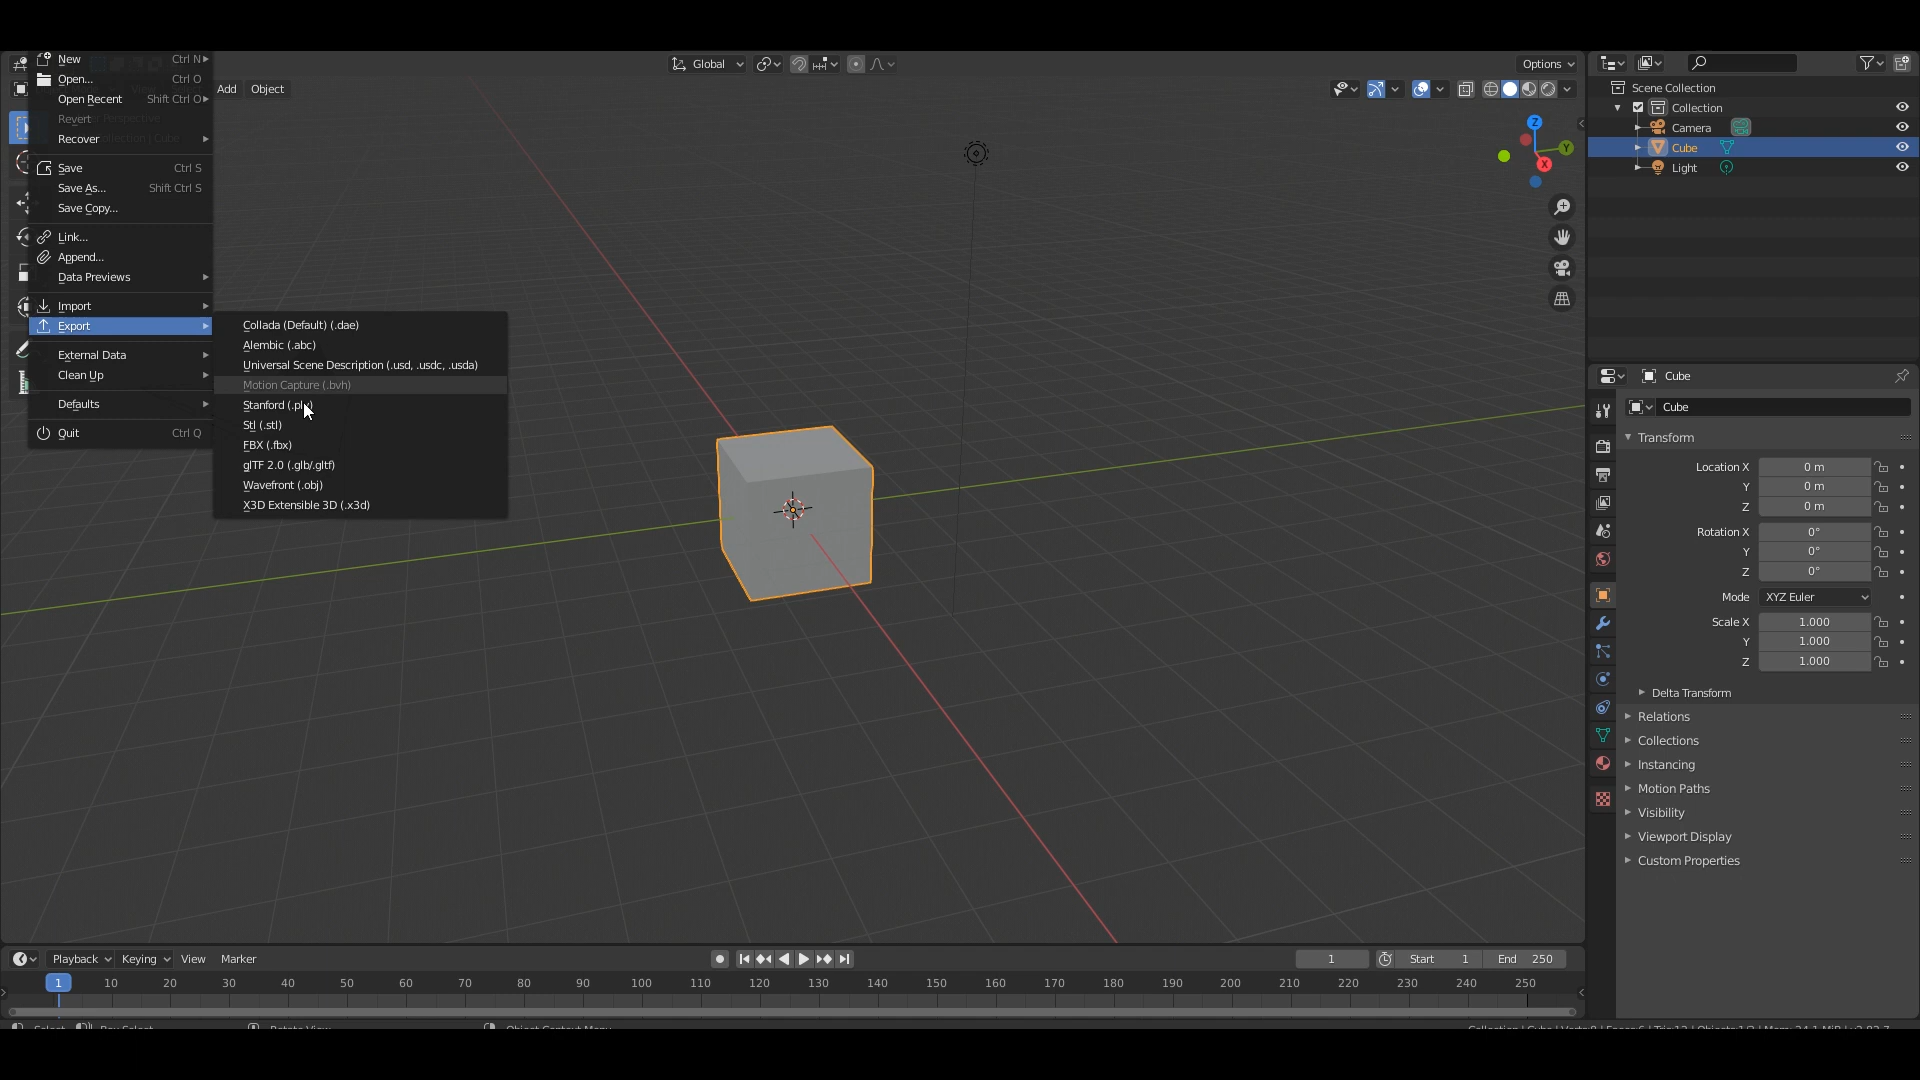 New Ctrl N
Open... Ctrl O
Open Recent Shift Ctrl O
Revert
Recover
Save Ctrl S
Save As... Shift Ctrl S
Save Copy...
Link...
Append...
Data Previews
Import
Export
External Data
Clean Up
Defaults
Quit Ctrl Q
Collada (Default) (.dae)
Alembic (.abc)
Universal Scene Description (.usd, .usdc, .usda)
Motion Capture (.bvh)
Stanford (.ply)
Stl (.stl)
FBX (.fbx)
glTF 2.0 (.glb/.gltf)
Wavefront (.obj)
X3D Extensible 3D (.x3d)
Add Object
Global
Options
Z
Y
X
Scene Collection
Collection
Camera
Cube
Light
Cube
Cube
Transform
Location X 0 m
Y 0 m
Z 0 m
Rotation X 0°
Y 0°
Z 0°
Mode XYZ Euler
Scale X 1.000
Y 1.000
Z 1.000
Delta Transform
Relations
Collections
Instancing
Motion Paths
Visibility
Viewport Display
Custom Properties
Playback Keying View Marker
1 Start 1 End 250
1 10 20 30 40 50 60 70 80 90 100 110 120 130 140 150 160 170 180 190 200 210 220 230 240 250